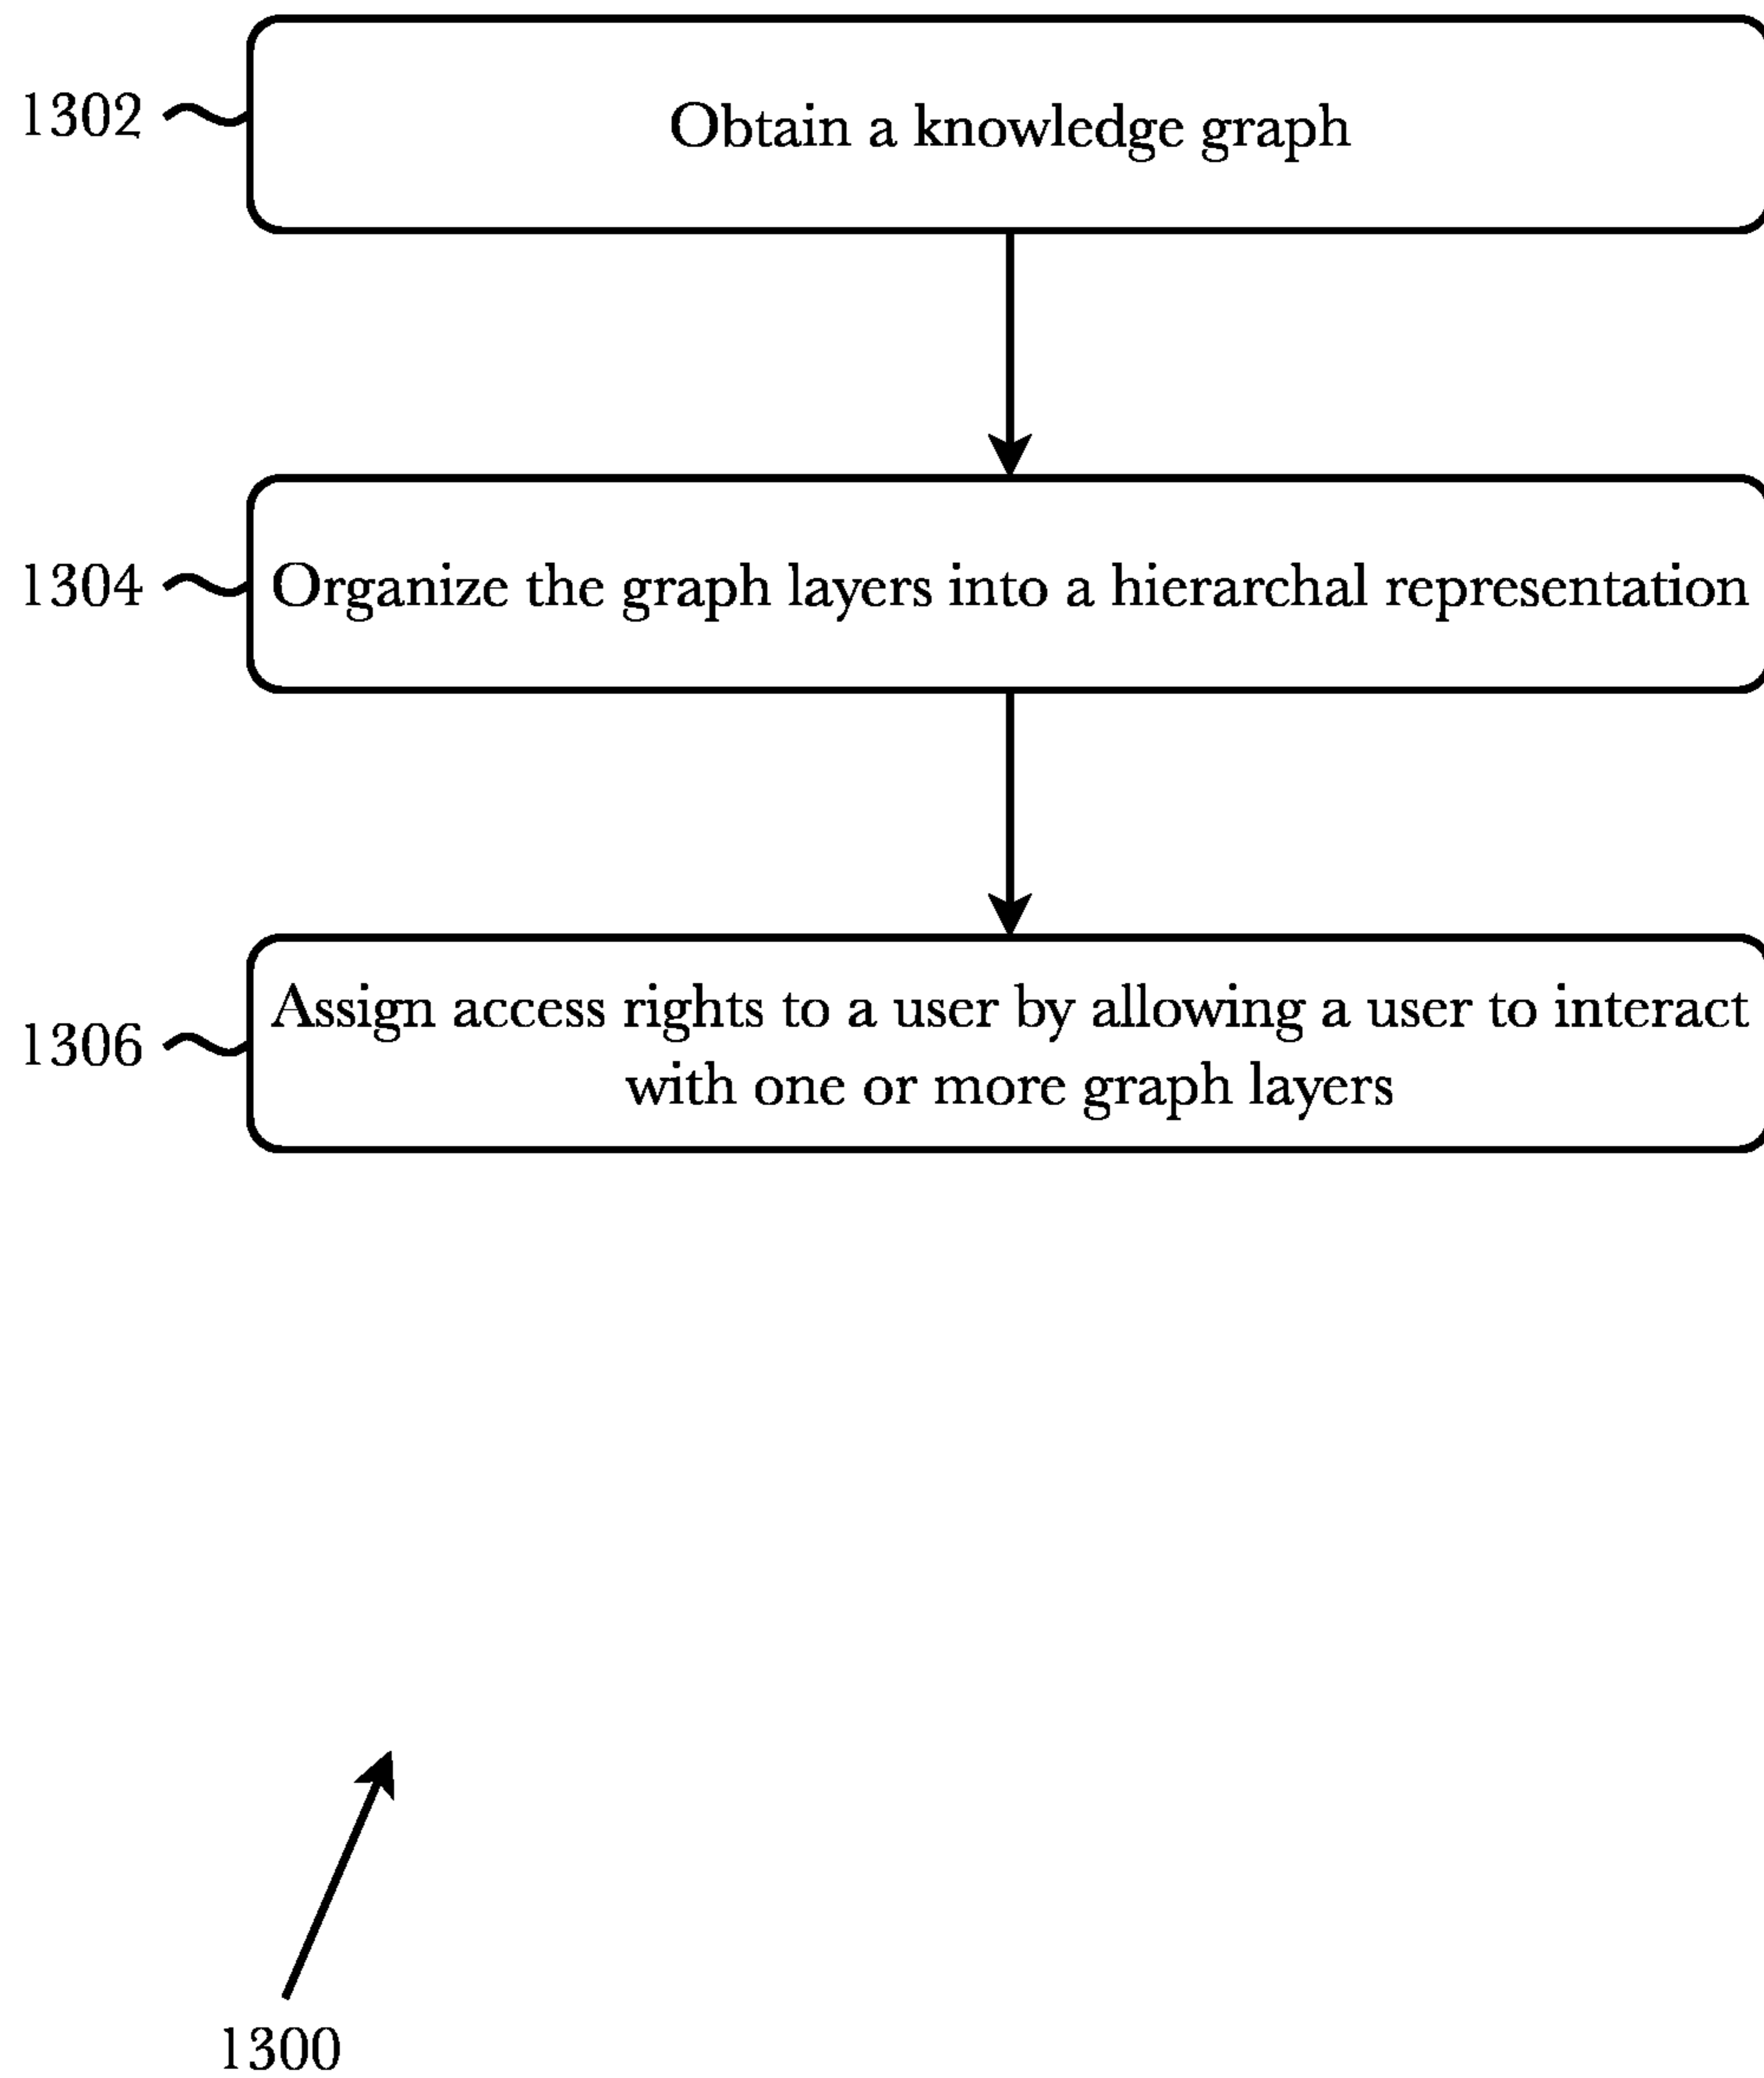 1302
Obtain a knowledge graph
1304
Organize the graph layers into a hierarchal representation
1306
Assign access rights to a user by allowing a user to interact
with one or more graph layers
1300